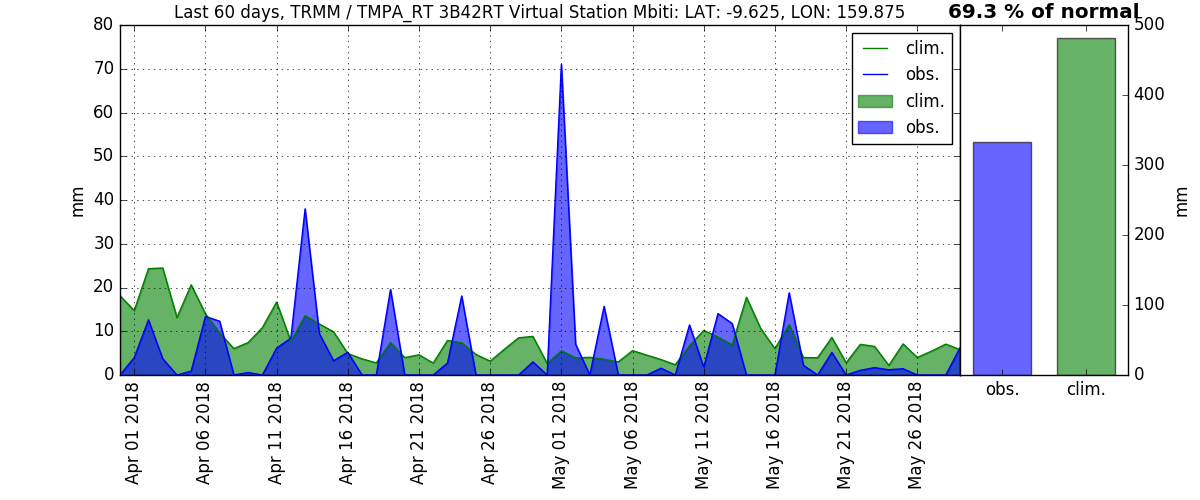 Last 60 days, TRMM / TMPA_RT 3B42RT Virtual Station Mbiti: LAT: -9.625, LON: 159.875
69.3 % of normal
80
70
60
50
40
30
20
10
0
mm
clim.
obs.
clim.
obs.
Apr 01 2018
Apr 06 2018
Apr 11 2018
Apr 16 2018
Apr 21 2018
Apr 26 2018
May 01 2018
May 06 2018
May 11 2018
May 16 2018
May 21 2018
May 26 2018
500
400
300
200
100
0
mm
obs.
clim.